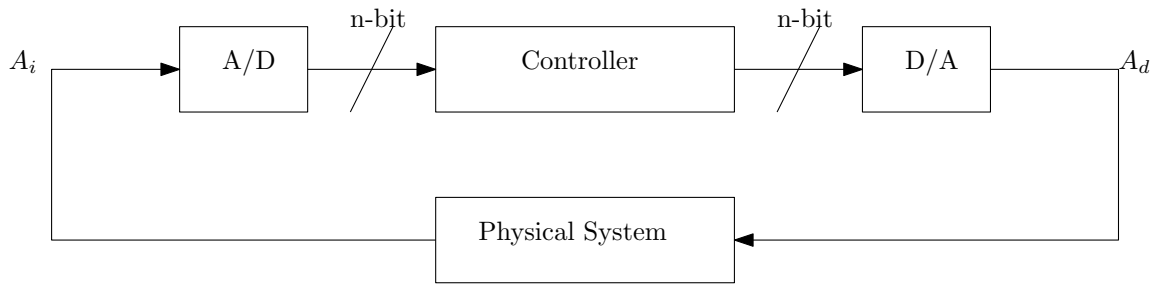 n-bit
n-bit
A_i
A/D
Controller
D/A
A_d
Physical System